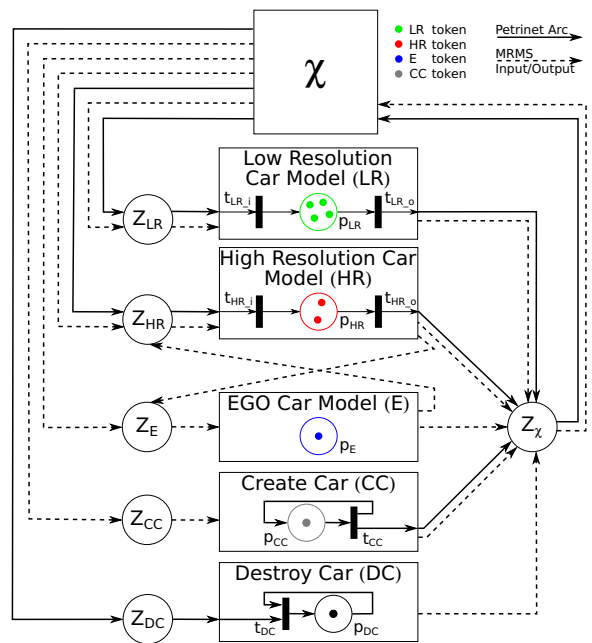 χ
LR token
HR token
E token
CC token
Petrinet Arc
MRMS
Input/Output
Low Resolution
Car Model (LR)
Z_LR
t_LR_i
p_LR
t_LR_o
High Resolution Car
Model (HR)
Z_HR
t_HR_i
p_HR
t_HR_o
EGO Car Model (E)
Z_E
p_E
Z_χ
Create Car (CC)
Z_CC
p_CC
t_CC
Destroy Car (DC)
Z_DC
t_DC
p_DC